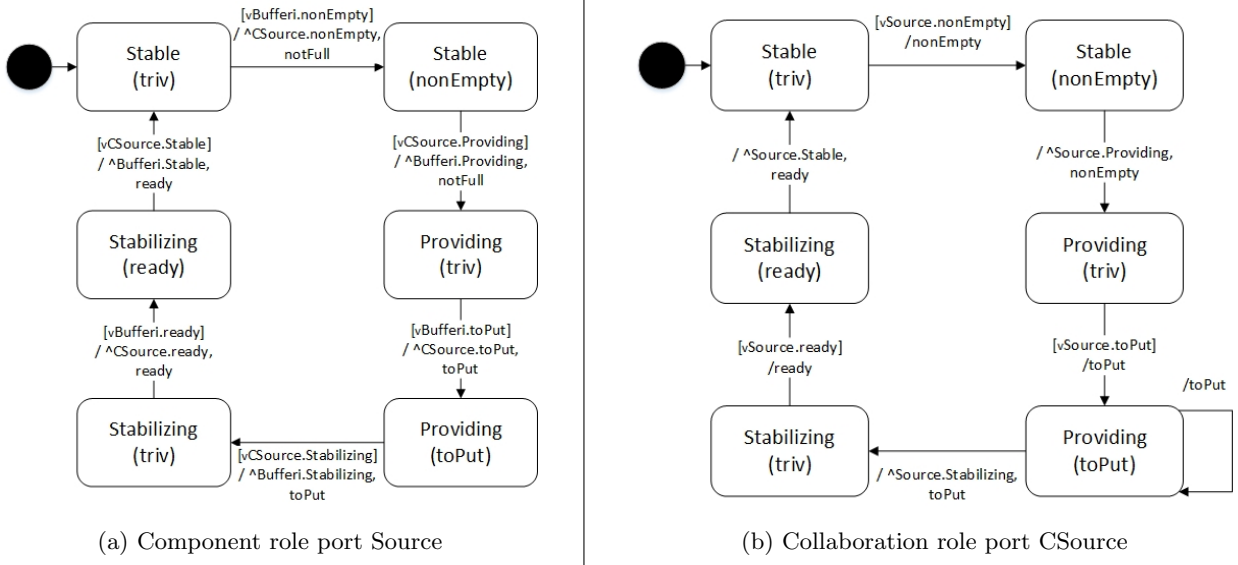 [vBufferi.nonEmpty]
/ ^CSource.nonEmpty,
notFull
Stable
(triv)
Stable
(nonEmpty)
[vCSource.Stable]
/ ^Bufferi.Stable,
ready
[vCSource.Providing]
/ ^Bufferi.Providing,
notFull
Stabilizing
(ready)
Providing
(triv)
[vBufferi.ready]
/ ^CSource.ready,
ready
[vBufferi.toPut]
/ ^CSource.toPut,
toPut
Stabilizing
(triv)
Providing
(toPut)
[vCSource.Stabilizing]
/ ^Bufferi.Stabilizing,
toPut
(a) Component role port Source
[vSource.nonEmpty]
/nonEmpty
Stable
(triv)
Stable
(nonEmpty)
/ ^Source.Stable,
ready
/ ^Source.Providing,
nonEmpty
Stabilizing
(ready)
Providing
(triv)
[vSource.ready]
/ready
[vSource.toPut]
/toPut
/toPut
Stabilizing
(triv)
Providing
(toPut)
/ ^Source.Stabilizing,
toPut
(b) Collaboration role port CSource